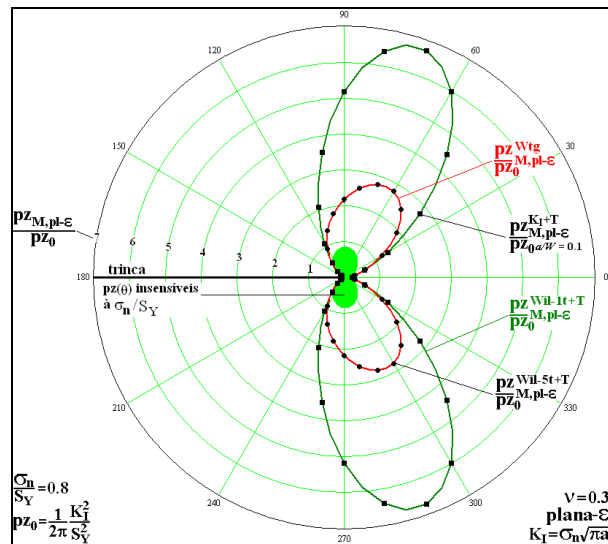 90
120
60
150
30
pz^Wtg_M,pl-ε / pz_0
pz_M,pl-ε / pz_0
pz^K_I+T_M,pl-ε / pz_0 a/W = 0.1
7 6 5 4 3 2 1
trinca
180
0
pz(θ) insensíveis
à σ_n/S_Y
pz^Wil-1t+T_M,pl-ε / pz_0
pz^Wil-5t+T_M,pl-ε / pz_0
210
330
σ_n/S_Y = 0.8
ν = 0.3
240
300
plana-ε
pz_0 = 1/2π K_I^2/S_Y^2
K_I = σ_n√πa
270